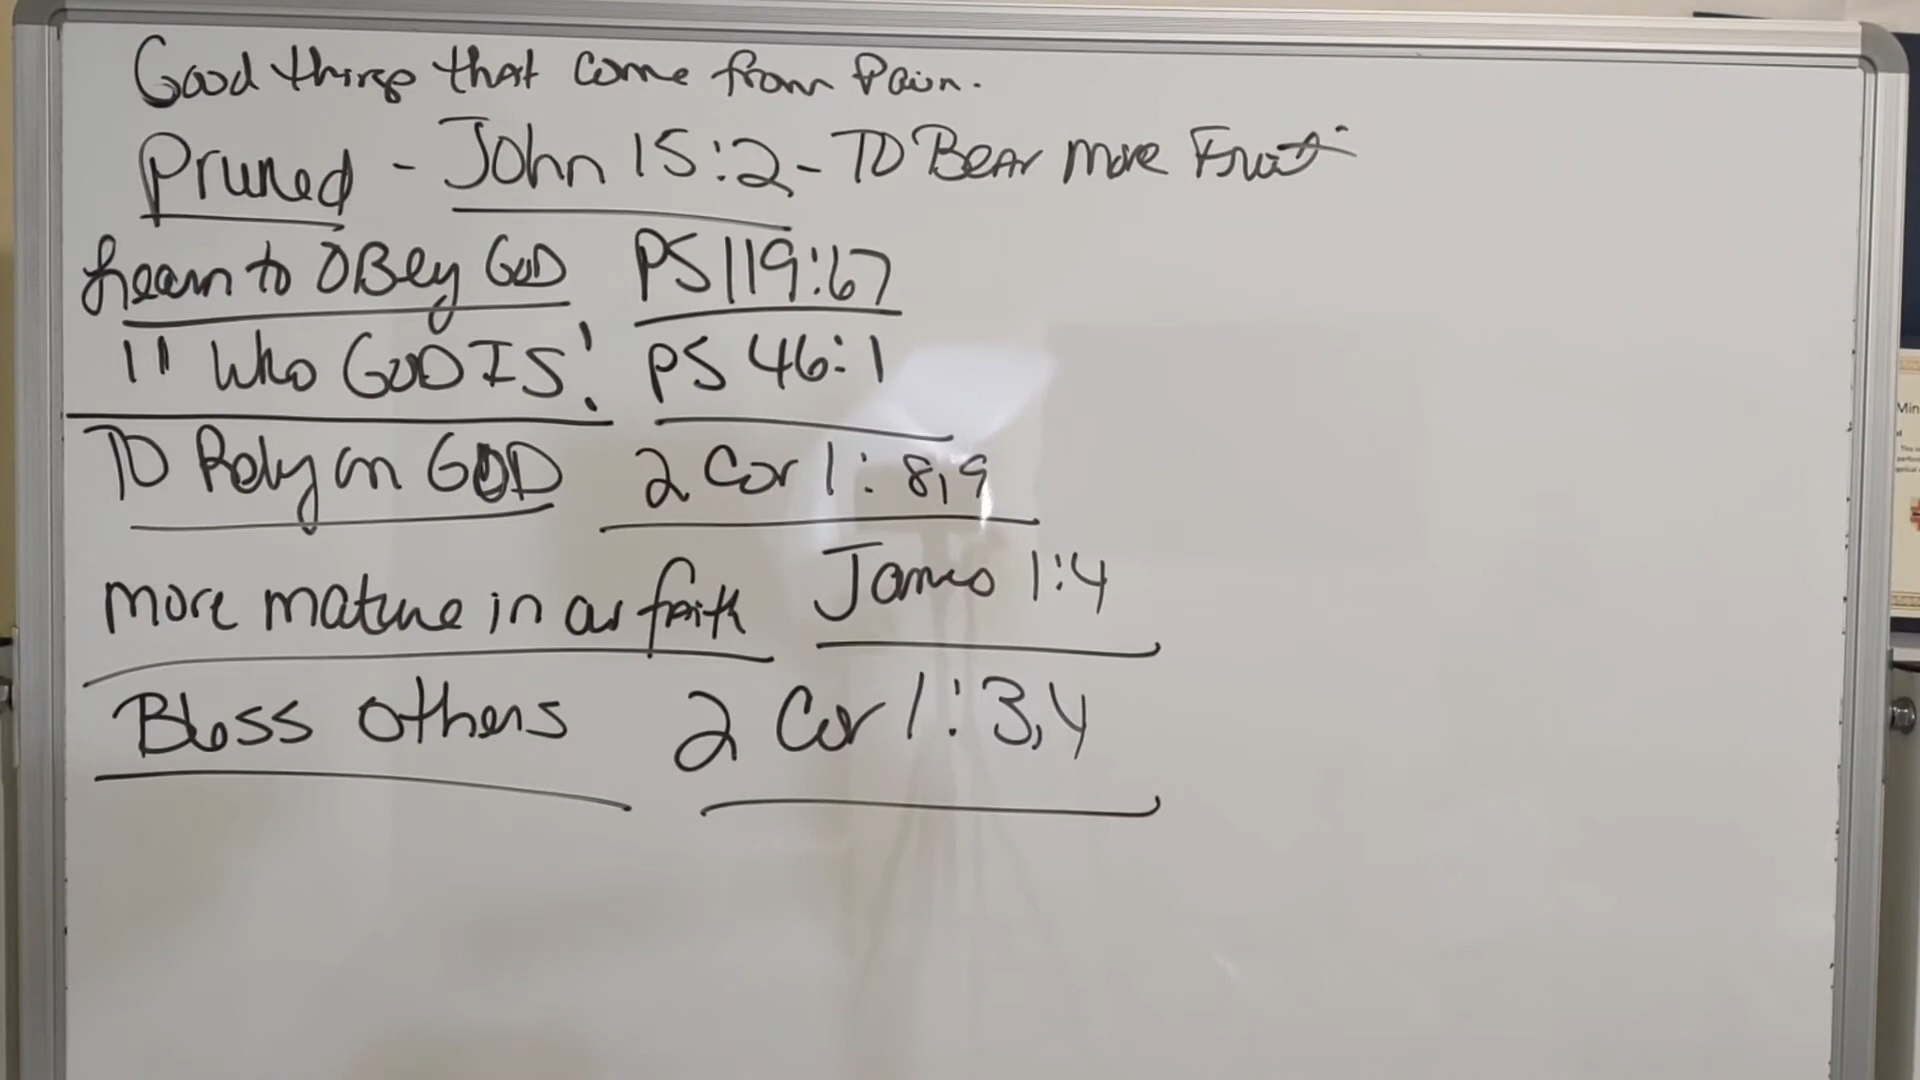 Good things that come from Pain.
Pruned - John 15:2 - TO Bear more Fruit
Learn to OBey GOD PS 119:67
11 Who GOD IS! PS 46:1
TO Rely on GOD 2 Cor 1:8,9
more mature in our faith James 1:4
Bless others 2 Cor 1:3,4
Min